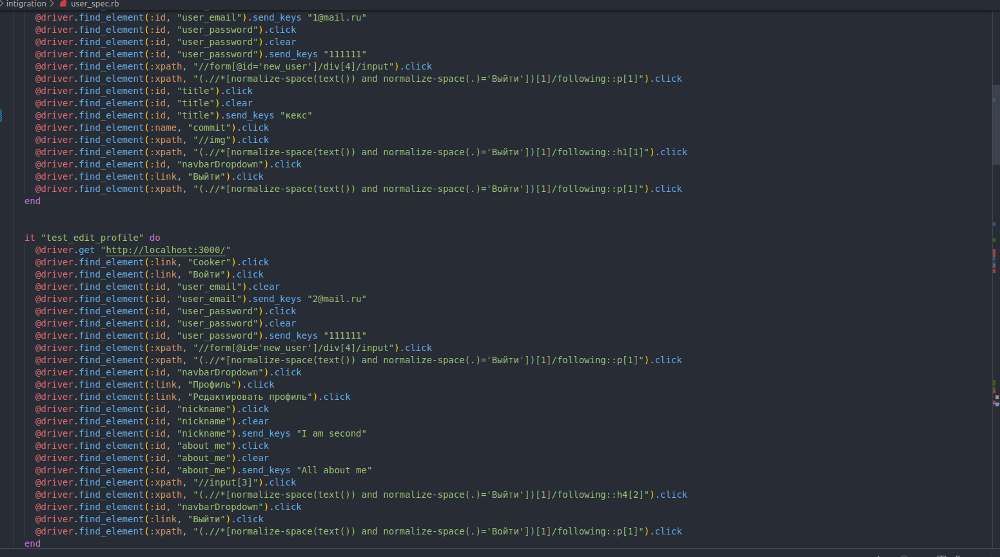 intigration > user_spec.rb
@driver.find_element(:id, "user_email").send_keys "1@mail.ru"
@driver.find_element(:id, "user_password").click
@driver.find_element(:id, "user_password").clear
@driver.find_element(:id, "user_password").send_keys "111111"
@driver.find_element(:xpath, "//form[@id='new_user']/div[4]/input").click
@driver.find_element(:xpath, "(.//*[normalize-space(text()) and normalize-space(.)='Выйти'])[1]/following::p[1]").click
@driver.find_element(:id, "title").click
@driver.find_element(:id, "title").clear
@driver.find_element(:id, "title").send_keys "кекс"
@driver.find_element(:name, "commit").click
@driver.find_element(:xpath, "//img").click
@driver.find_element(:xpath, "(.//*[normalize-space(text()) and normalize-space(.)='Выйти'])[1]/following::h1[1]").click
@driver.find_element(:id, "navbarDropdown").click
@driver.find_element(:link, "Выйти").click
@driver.find_element(:xpath, "(.//*[normalize-space(text()) and normalize-space(.)='Войти'])[1]/following::p[1]").click
end
it "test_edit_profile" do
@driver.get "http://localhost:3000/"
@driver.find_element(:link, "Cooker").click
@driver.find_element(:link, "Войти").click
@driver.find_element(:id, "user_email").clear
@driver.find_element(:id, "user_email").send_keys "2@mail.ru"
@driver.find_element(:id, "user_password").click
@driver.find_element(:id, "user_password").clear
@driver.find_element(:id, "user_password").send_keys "111111"
@driver.find_element(:xpath, "//form[@id='new_user']/div[4]/input").click
@driver.find_element(:xpath, "(.//*[normalize-space(text()) and normalize-space(.)='Выйти'])[1]/following::p[1]").click
@driver.find_element(:id, "navbarDropdown").click
@driver.find_element(:link, "Профиль").click
@driver.find_element(:link, "Редактировать профиль").click
@driver.find_element(:id, "nickname").click
@driver.find_element(:id, "nickname").clear
@driver.find_element(:id, "nickname").send_keys "I am second"
@driver.find_element(:id, "about_me").click
@driver.find_element(:id, "about_me").clear
@driver.find_element(:id, "about_me").send_keys "All about me"
@driver.find_element(:xpath, "//input[3]").click
@driver.find_element(:xpath, "(.//*[normalize-space(text()) and normalize-space(.)='Выйти'])[1]/following::h4[2]").click
@driver.find_element(:id, "navbarDropdown").click
@driver.find_element(:link, "Выйти").click
@driver.find_element(:xpath, "(.//*[normalize-space(text()) and normalize-space(.)='Войти'])[1]/following::p[1]").click
end